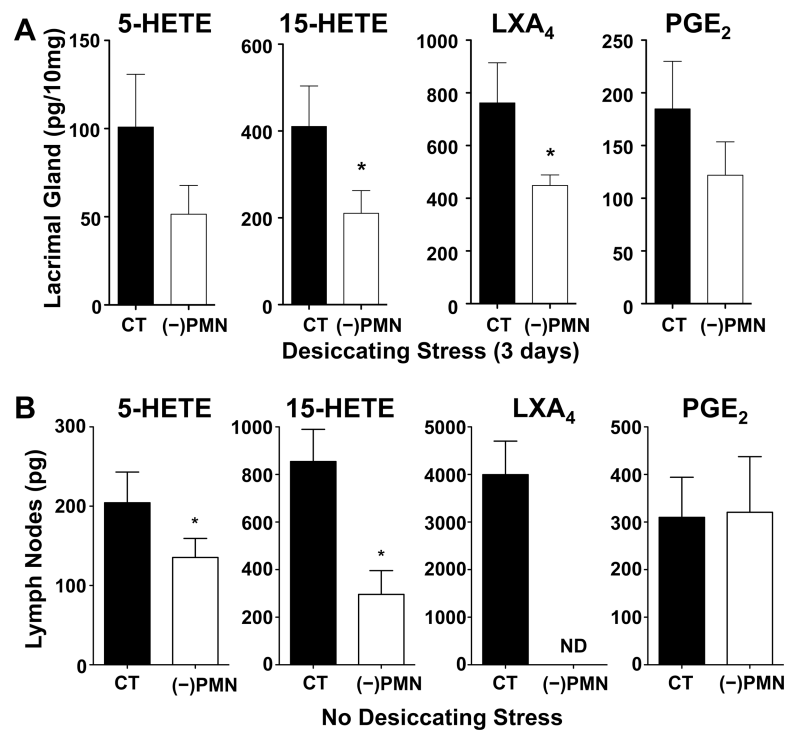 A
5-HETE 15-HETE LXA4 PGE2
Lacrimal Gland (pg/10mg)
150 600 1000 250
800 200
100 400
600 150
400 100
50 200
200 50
0 0 0 0
CT (−)PMN CT (−)PMN CT (−)PMN CT (−)PMN
* *
Desiccating Stress (3 days)
B
5-HETE 15-HETE LXA4 PGE2
Lymph Nodes (pg)
300 1000 5000 500
800 4000 400
200
600 3000 300
400 2000 200
100
200 1000 100
0 0 0 0
* * ND
CT (−)PMN CT (−)PMN CT (−)PMN CT (−)PMN
No Desiccating Stress